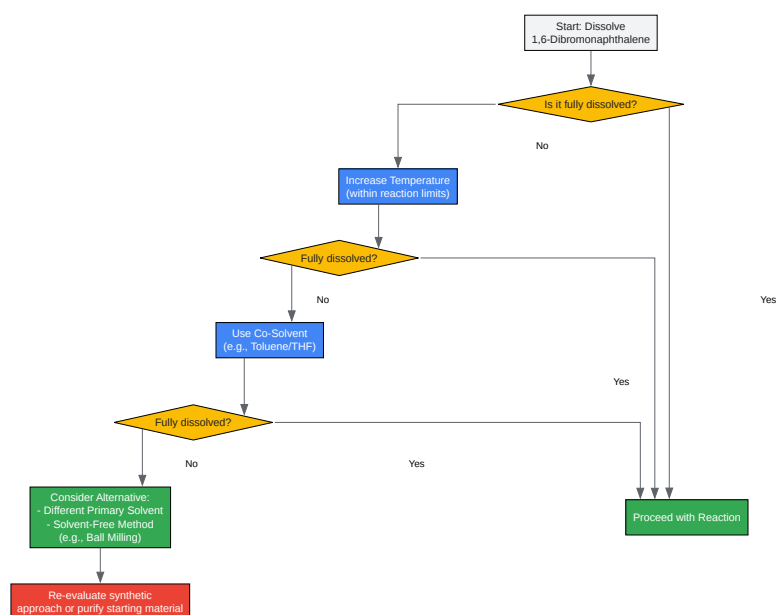 Start: Dissolve
1,6-Dibromonaphthalene
Is it fully dissolved?
No
Increase Temperature
(within reaction limits)
Fully dissolved?
No
Yes
Use Co-Solvent
(e.g., Toluene/THF)
Yes
Fully dissolved?
No
Yes
Consider Alternative:
- Different Primary Solvent
- Solvent-Free Method
(e.g., Ball Milling)
Proceed with Reaction
Re-evaluate synthetic
approach or purify starting material